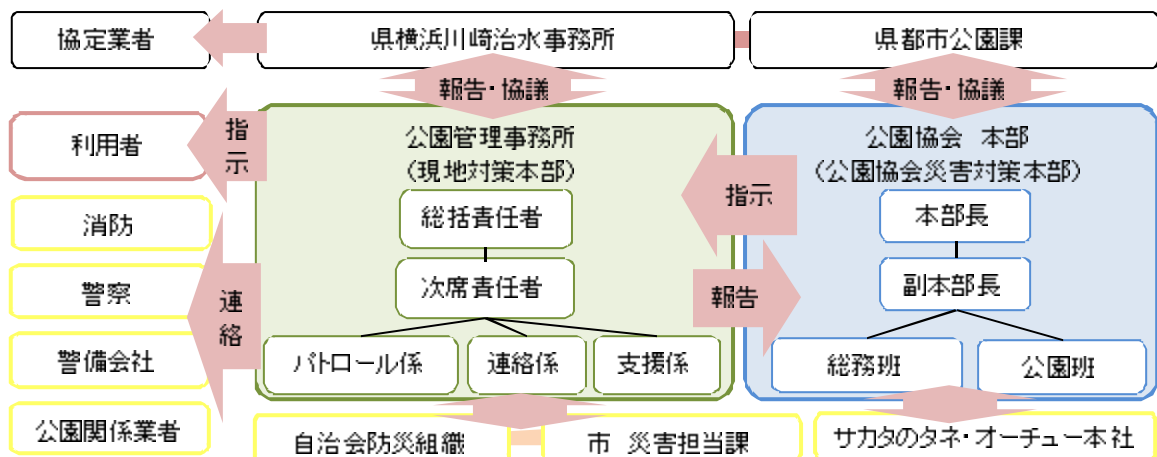 協定業者
県横浜川崎治水事務所
県都市公園課
報告・協議
報告・協議
利用者
指示
公園管理事務所
(現地対策本部)
公園協会 本部
(公園協会災害対策本部)
指示
総括責任者
本部長
消防
次席責任者
副本部長
警察
連絡
報告
パトロール係
連絡係
支援係
総務班
公園班
警備会社
公園関係業者
自治会防災組織
市 災害担当課
サカタのタネ・オーチュー本社